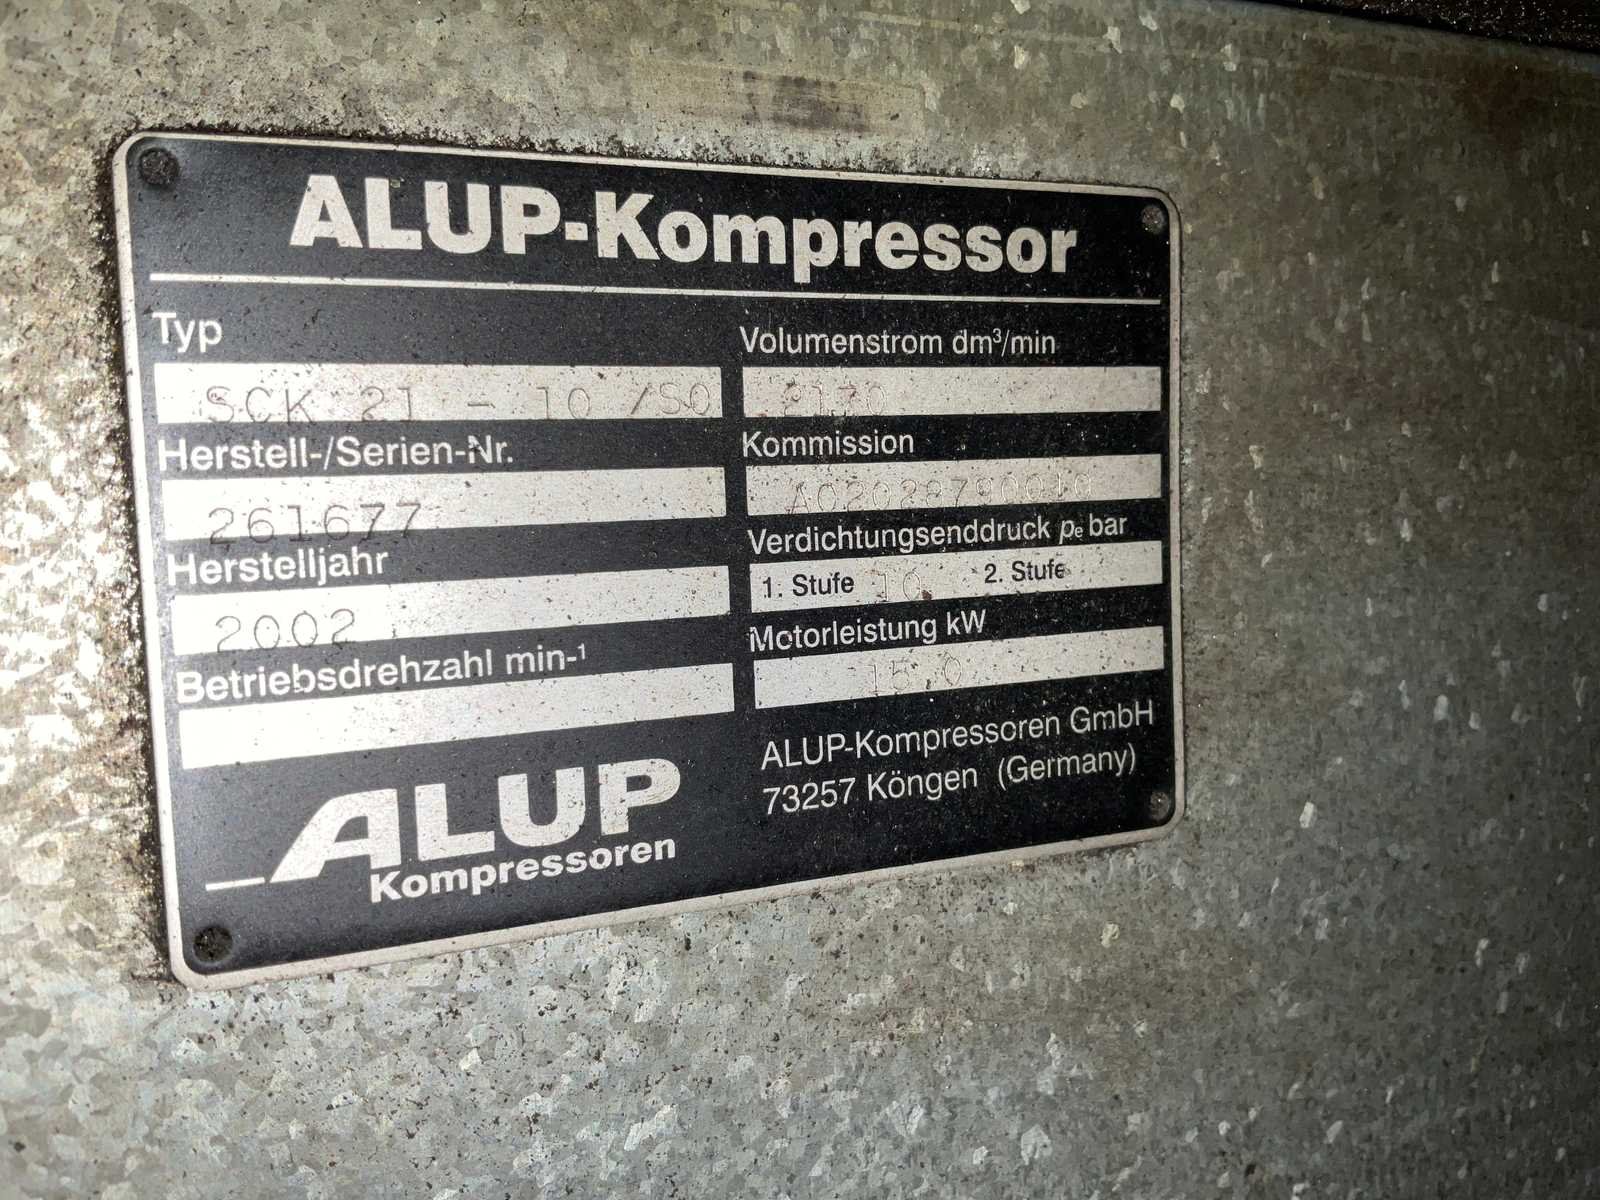 ALUP-Kompressor
Typ
SCK 21 - 10 /SO
Herstell-/Serien-Nr.
261677
Herstelljahr
2002
Betriebsdrehzahl min-¹
Volumenstrom dm³/min
2170
Kommission
Verdichtungsenddruck pe bar
1. Stufe 10 2. Stufe
Motorleistung kW
15.0
ALUP
Kompressoren
ALUP-Kompressoren GmbH
73257 Köngen (Germany)